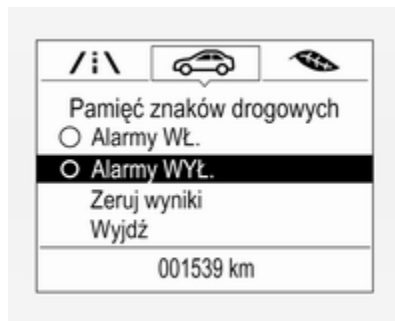 Pamięć znaków drogowych
Alarmy WŁ.
Alarmy WYŁ.
Zeruj wyniki
Wyjdź
001539 km